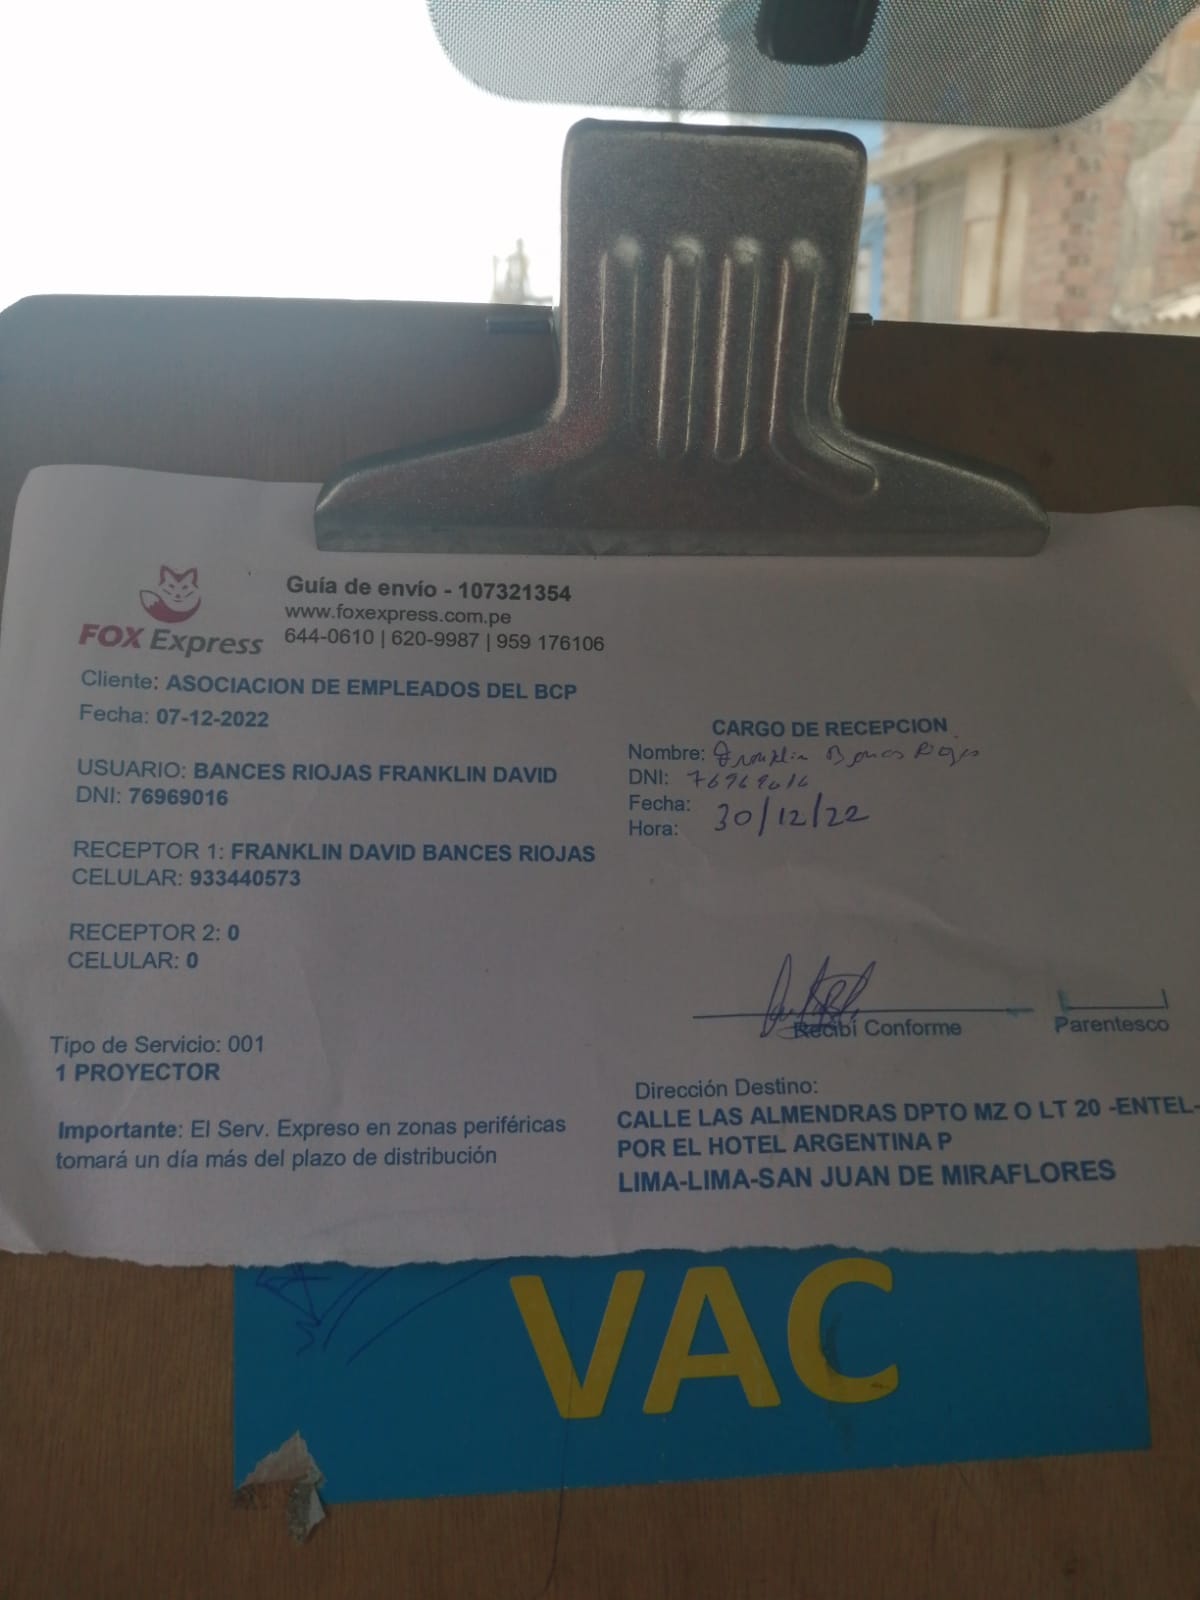 Guía de envío - 107321354
www.foxexpress.com.pe
644-0610 | 620-9987 | 959 176106
FOX Express
Cliente: ASOCIACION DE EMPLEADOS DEL BCP
Fecha: 07-12-2022
USUARIO: BANCES RIOJAS FRANKLIN DAVID
DNI: 76969016
RECEPTOR 1: FRANKLIN DAVID BANCES RIOJAS
CELULAR: 933440573
RECEPTOR 2: 0
CELULAR: 0
Tipo de Servicio: 001
1 PROYECTOR
Importante: El Serv. Expreso en zonas periféricas
tomará un día más del plazo de distribución
CARGO DE RECEPCION
Nombre: Franklin Bances Riojas
DNI: 76969016
Fecha: 30/12/22
Hora:
Recibí Conforme
Parentesco
Dirección Destino:
CALLE LAS ALMENDRAS DPTO MZ O LT 20 -ENTEL-
POR EL HOTEL ARGENTINA P
LIMA-LIMA-SAN JUAN DE MIRAFLORES
VAC